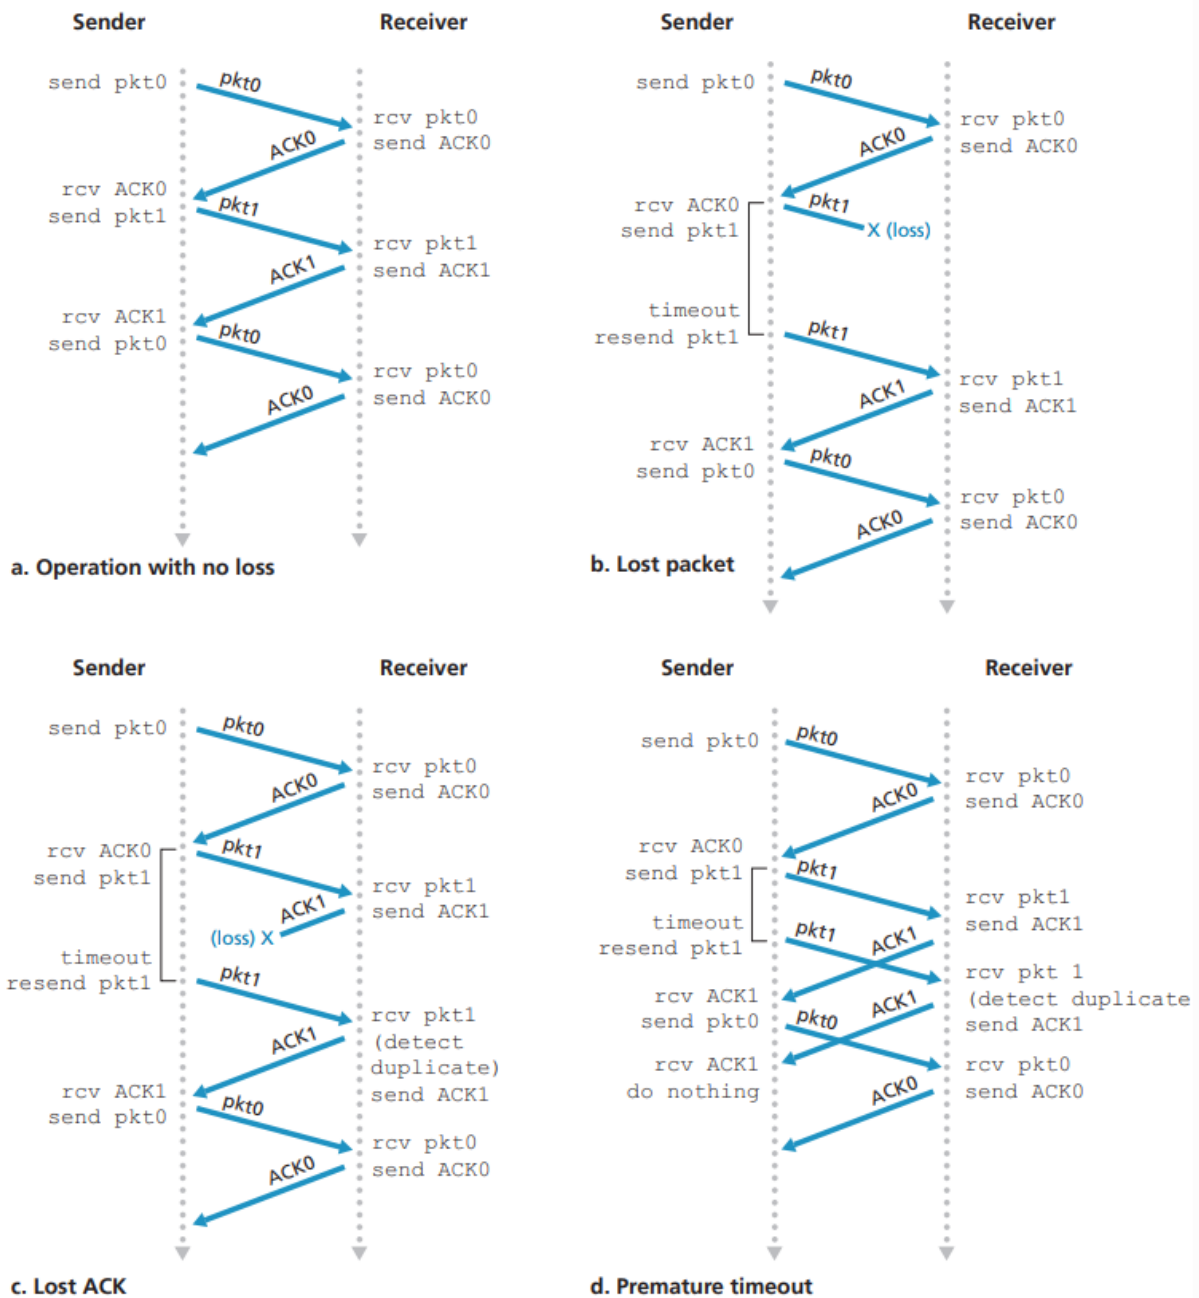 Sender
Receiver
send pkt0
pkt0
rcv pkt0
send ACK0
ACK0
rcv ACK0
send pkt1
pkt1
rcv pkt1
send ACK1
ACK1
rcv ACK1
send pkt0
pkt0
rcv pkt0
send ACK0
ACK0
a. Operation with no loss
Sender
Receiver
send pkt0
pkt0
rcv pkt0
send ACK0
ACK0
rcv ACK0
send pkt1
pkt1
X (loss)
timeout
resend pkt1
pkt1
rcv pkt1
send ACK1
ACK1
rcv ACK1
send pkt0
pkt0
rcv pkt0
send ACK0
ACK0
b. Lost packet
Sender
Receiver
send pkt0
pkt0
rcv pkt0
send ACK0
ACK0
rcv ACK0
send pkt1
pkt1
rcv pkt1
send ACK1
ACK1
(loss) X
timeout
resend pkt1
pkt1
rcv pkt1
(detect
duplicate)
send ACK1
ACK1
rcv ACK1
send pkt0
pkt0
rcv pkt0
send ACK0
ACK0
c. Lost ACK
Sender
Receiver
send pkt0
pkt0
rcv pkt0
send ACK0
ACK0
rcv ACK0
send pkt1
pkt1
rcv pkt1
send ACK1
timeout
resend pkt1
pkt1
ACK1
rcv pkt 1
(detect duplicate
send ACK1
rcv ACK1
send pkt0
pkt0
ACK1
rcv ACK1
do nothing
rcv pkt0
send ACK0
ACK0
d. Premature timeout